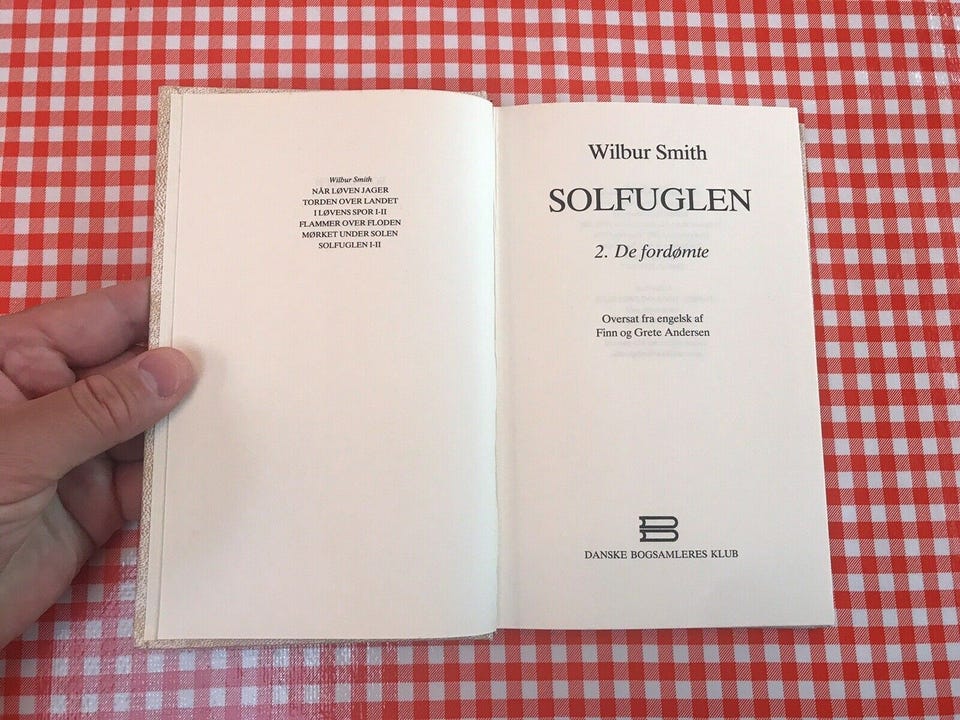 Wilbur Smith
NÅR LØVEN JAGER
TORDEN OVER LANDET
I LØVENS SPOR I-II
FLAMMER OVER FLODEN
MØRKET UNDER SOLEN
SOLFUGLEN I-II
Wilbur Smith
SOLFUGLEN
2. De fordømte
Oversat fra engelsk af
Finn og Grete Andersen
DANSKE BOGSAMLERES KLUB